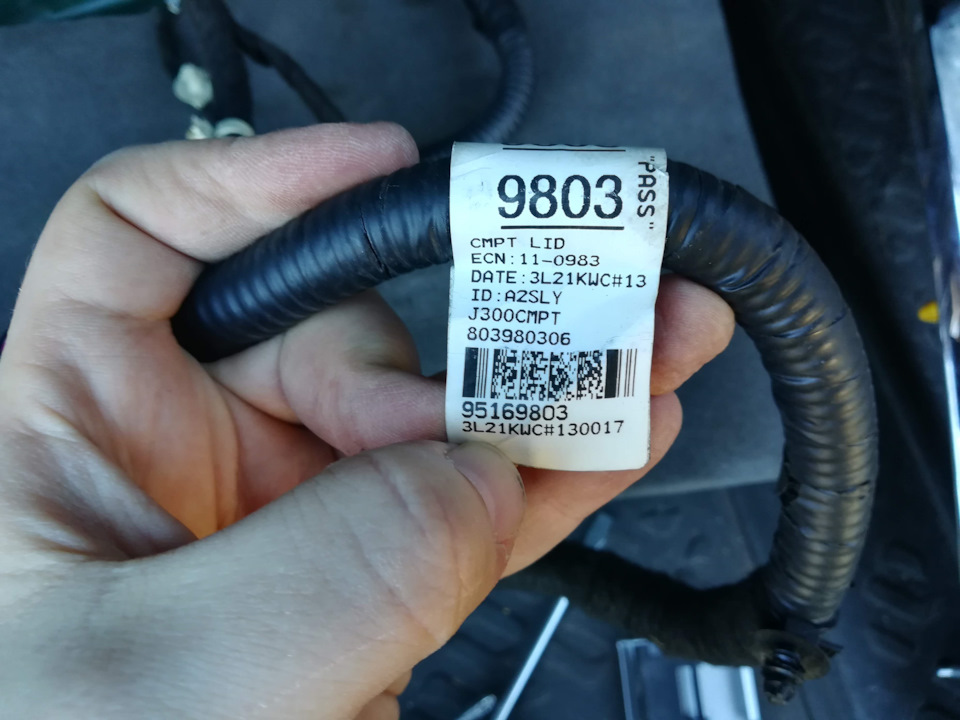 9803
"PASS"
CMPT LID
ECN:11-0983
DATE:3L21KWC#13
ID:A2SLY
J300CMPT
803980306
95169803
3L21KWC#130017